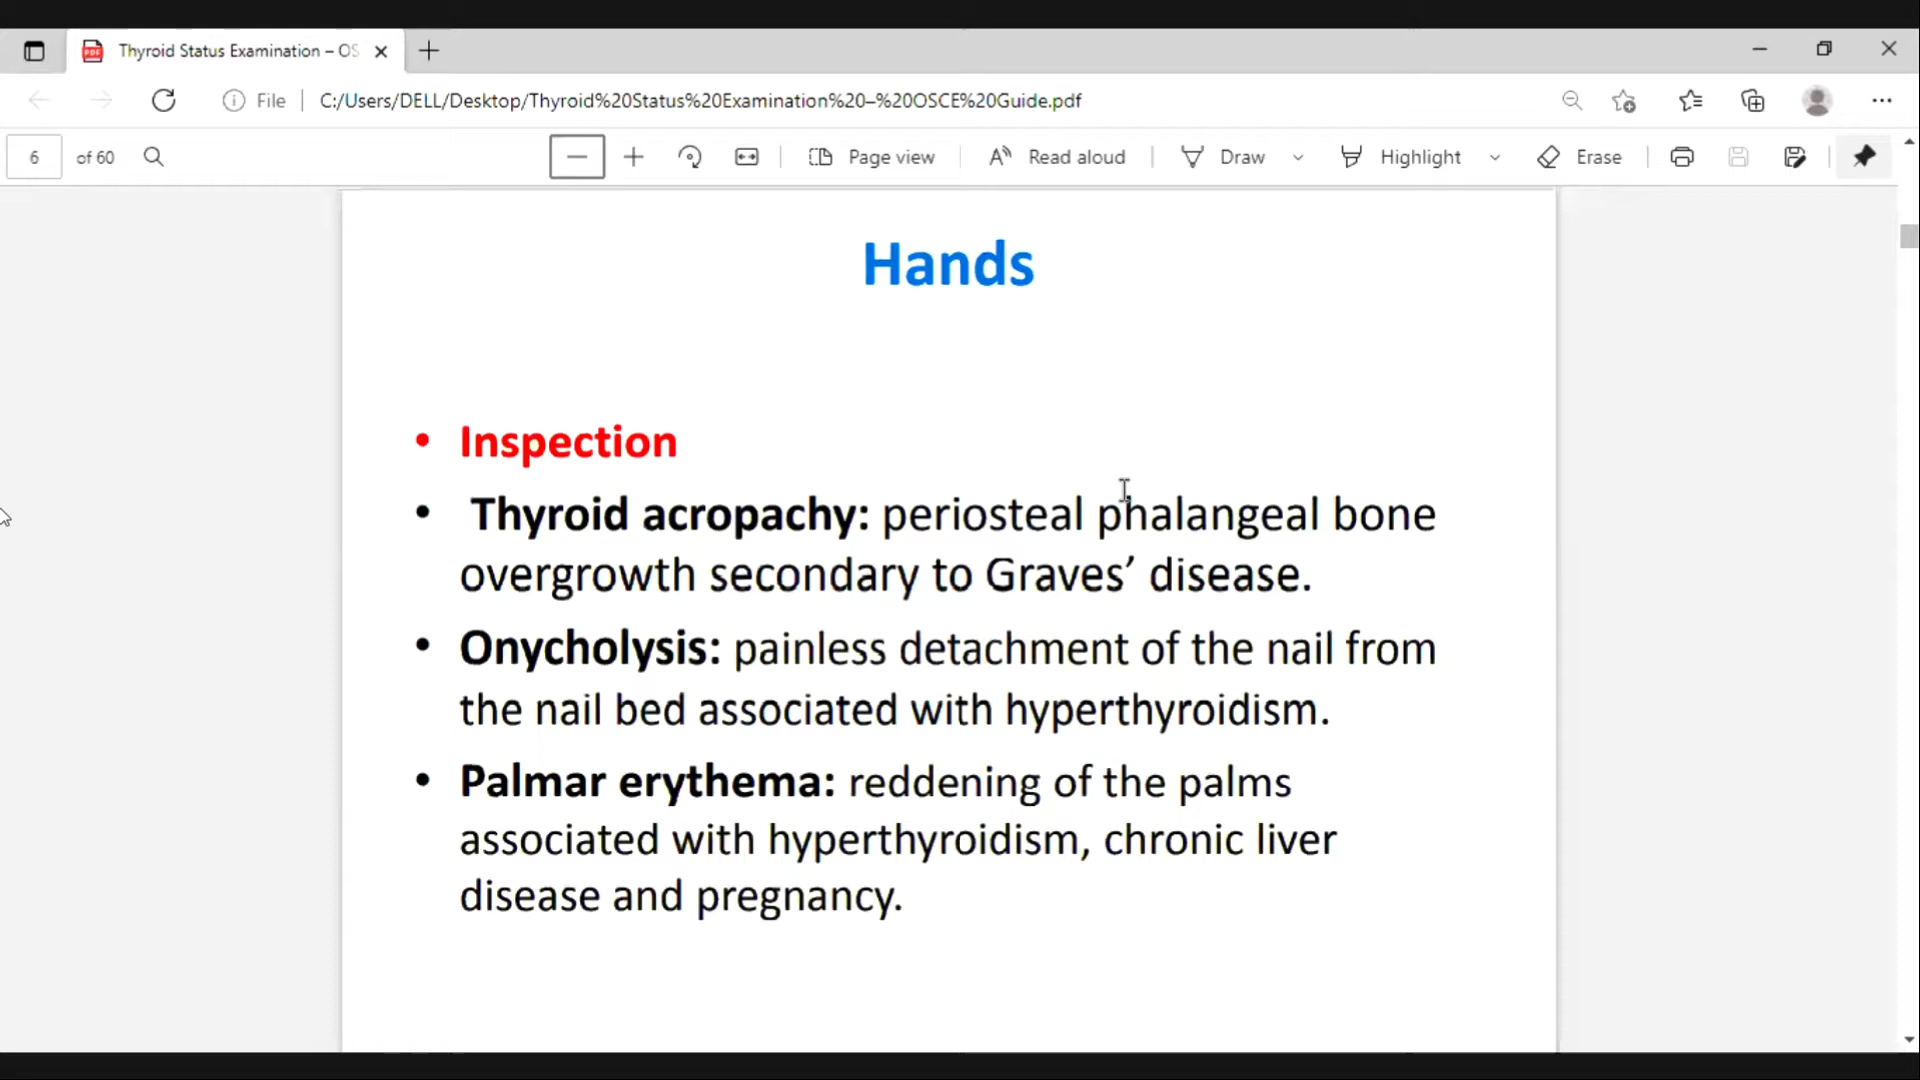 Thyroid Status Examination – OS
File
C:/Users/DELL/Desktop/Thyroid%20Status%20Examination%20–%20OSCE%20Guide.pdf
6 of 60
Page view
Read aloud
Draw
Highlight
Erase
Hands
• Inspection
• Thyroid acropachy: periosteal phalangeal bone
overgrowth secondary to Graves’ disease.
• Onycholysis: painless detachment of the nail from
the nail bed associated with hyperthyroidism.
• Palmar erythema: reddening of the palms
associated with hyperthyroidism, chronic liver
disease and pregnancy.